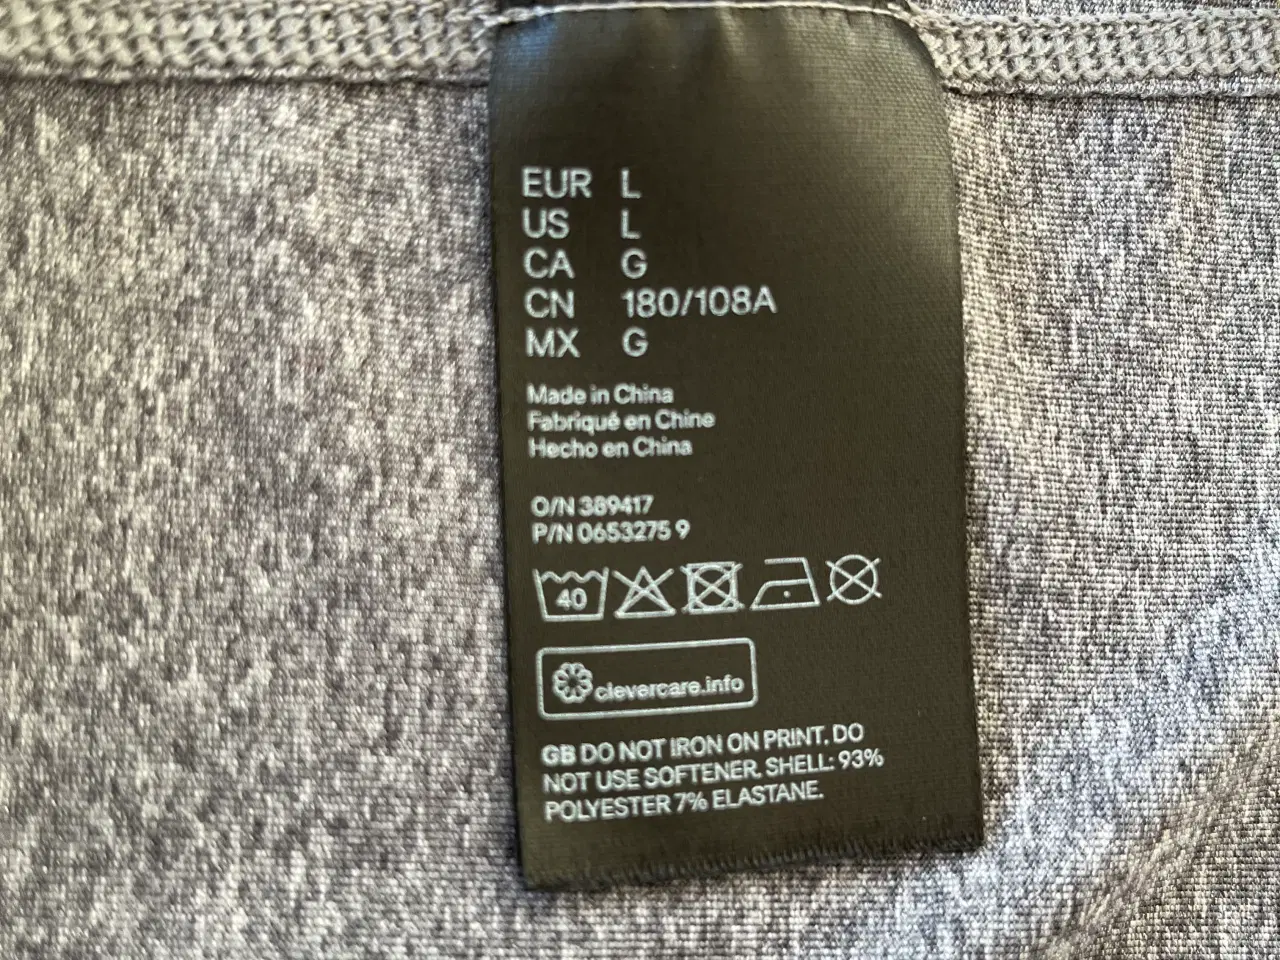 EUR L
US L
CA G
CN 180/108A
MX G
Made in China
Fabriqué en Chine
Hecho en China
O/N 389417
P/N 0653275 9
40
clevercare.info
GB DO NOT IRON ON PRINT. DO
NOT USE SOFTENER. SHELL: 93%
POLYESTER 7% ELASTANE.